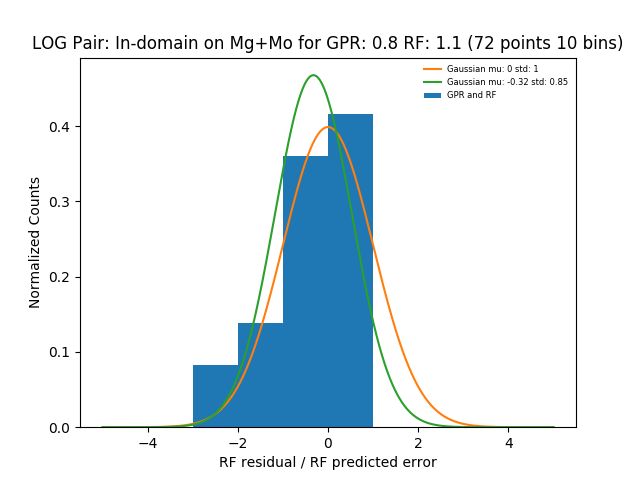 LOG Pair: In-domain on Mg+Mo for GPR: 0.8 RF: 1.1 (72 points 10 bins)
Gaussian mu: 0 std: 1
Gaussian mu: -0.32 std: 0.85
GPR and RF
Normalized Counts
0.4
0.3
0.2
0.1
0.0
−4 −2 0 2 4
RF residual / RF predicted error